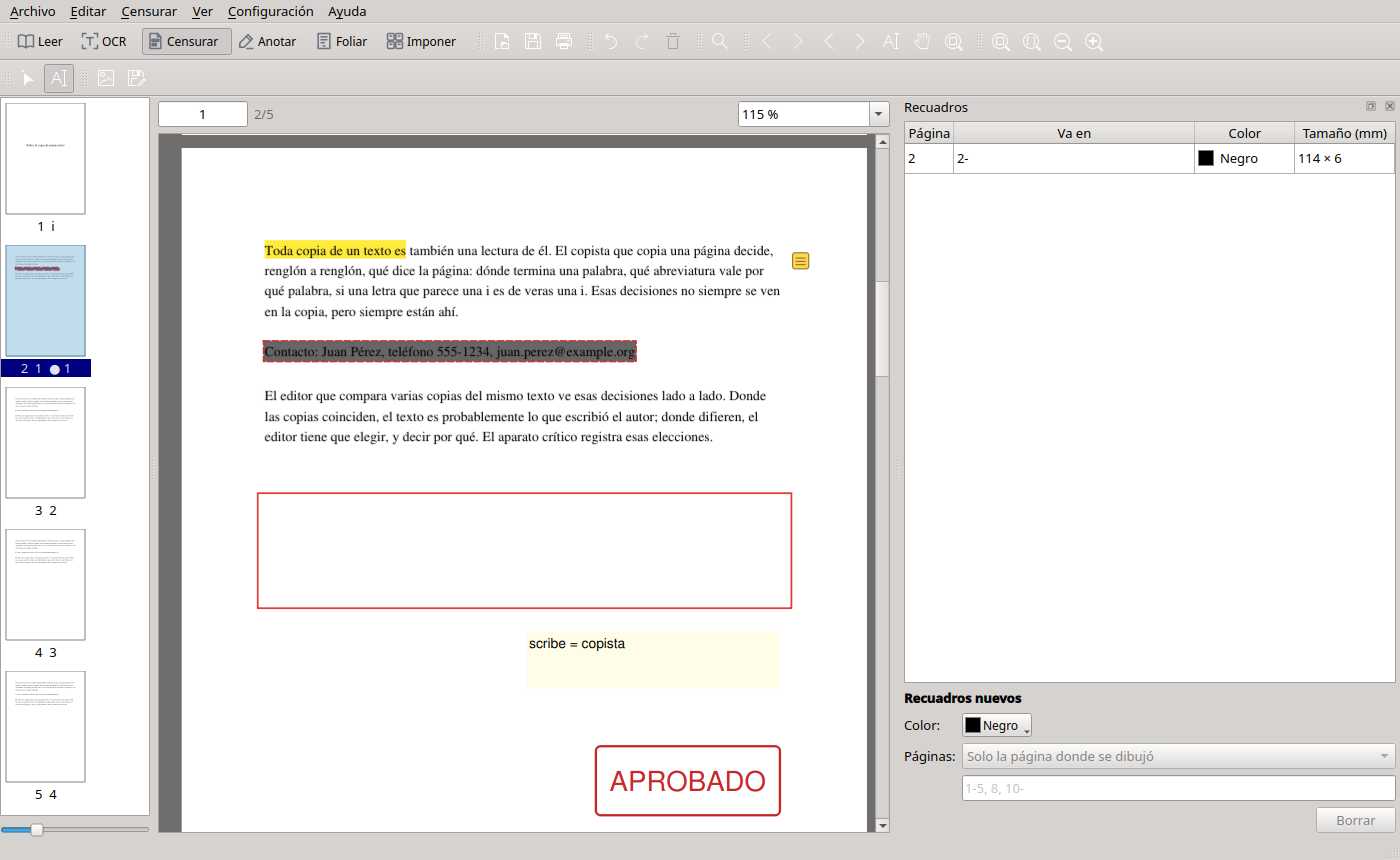 Archivo Editar Censurar Ver Configuración Ayuda
Leer OCR Censurar Anotar Foliar Imponer
1 2/5 115 %
1 i
2 1 1
3 2
4 3
5 4
Toda copia de un texto es también una lectura de él. El copista que copia una página decide,
renglón a renglón, qué dice la página: dónde termina una palabra, qué abreviatura vale por
qué palabra, si una letra que parece una i es de veras una i. Esas decisiones no siempre se ven
en la copia, pero siempre están ahí.
Contacto: Juan Pérez, teléfono 555-1234, juan.perez@example.org
El editor que compara varias copias del mismo texto ve esas decisiones lado a lado. Donde
las copias coinciden, el texto es probablemente lo que escribió el autor; donde difieren, el
editor tiene que elegir, y decir por qué. El aparato crítico registra esas elecciones.
scribe = copista
APROBADO
Recuadros
Página Va en Color Tamaño (mm)
2 2- Negro 114 × 6
Recuadros nuevos
Color: Negro
Páginas: Solo la página donde se dibujó
1-5, 8, 10-
Borrar